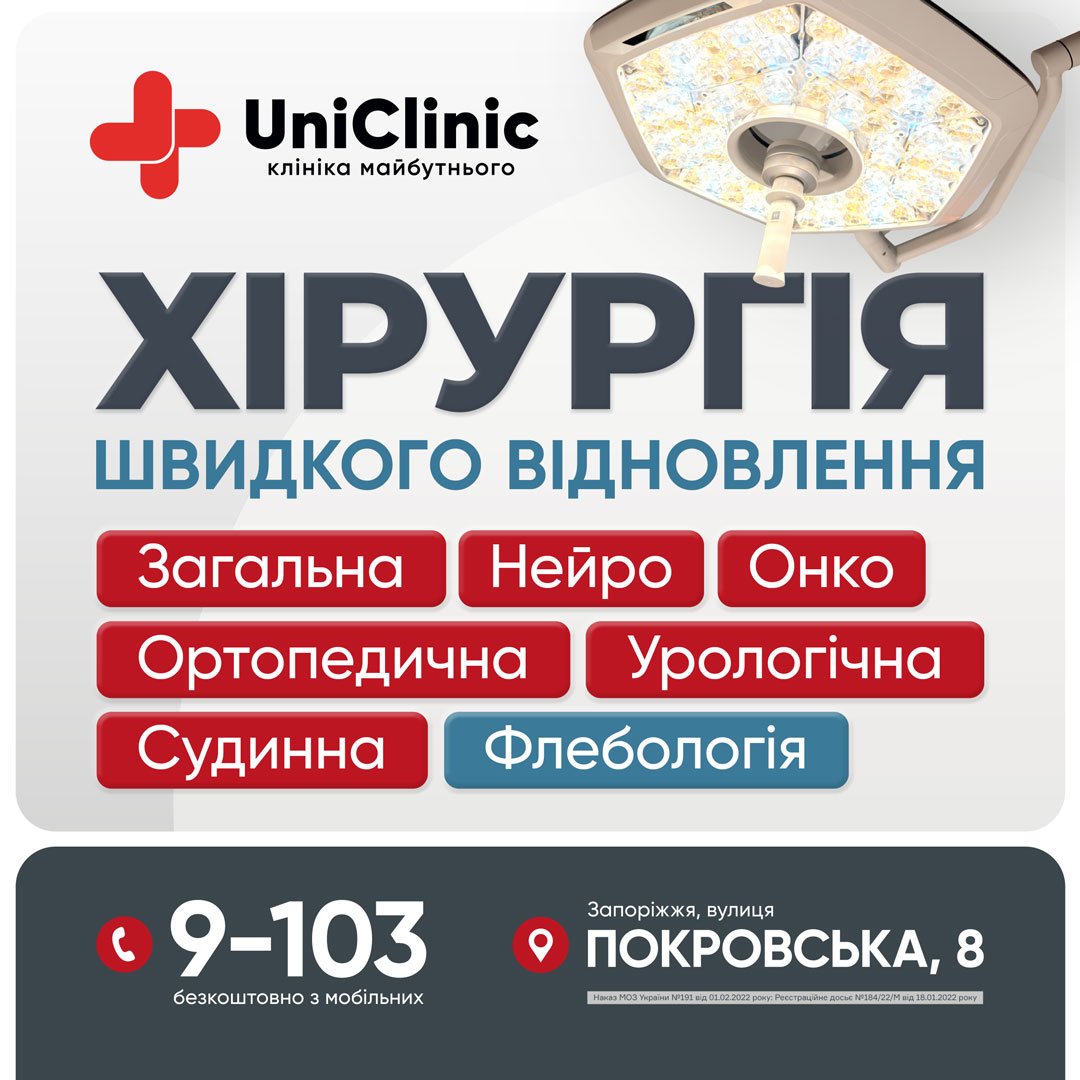 UniClinic
клініка майбутнього
ХІРУРГІЯ
ШВИДКОГО ВІДНОВЛЕННЯ
Загальна Нейро Онко
Ортопедична Урологічна
Судинна Флебологія
9-103
безкоштовно з мобільних
Запоріжжя, вулиця
ПОКРОВСЬКА, 8
Наказ МОЗ України №191 від 01.02.2022 року: Реєстраційне досьє №184/22/М від 18.01.2022 року